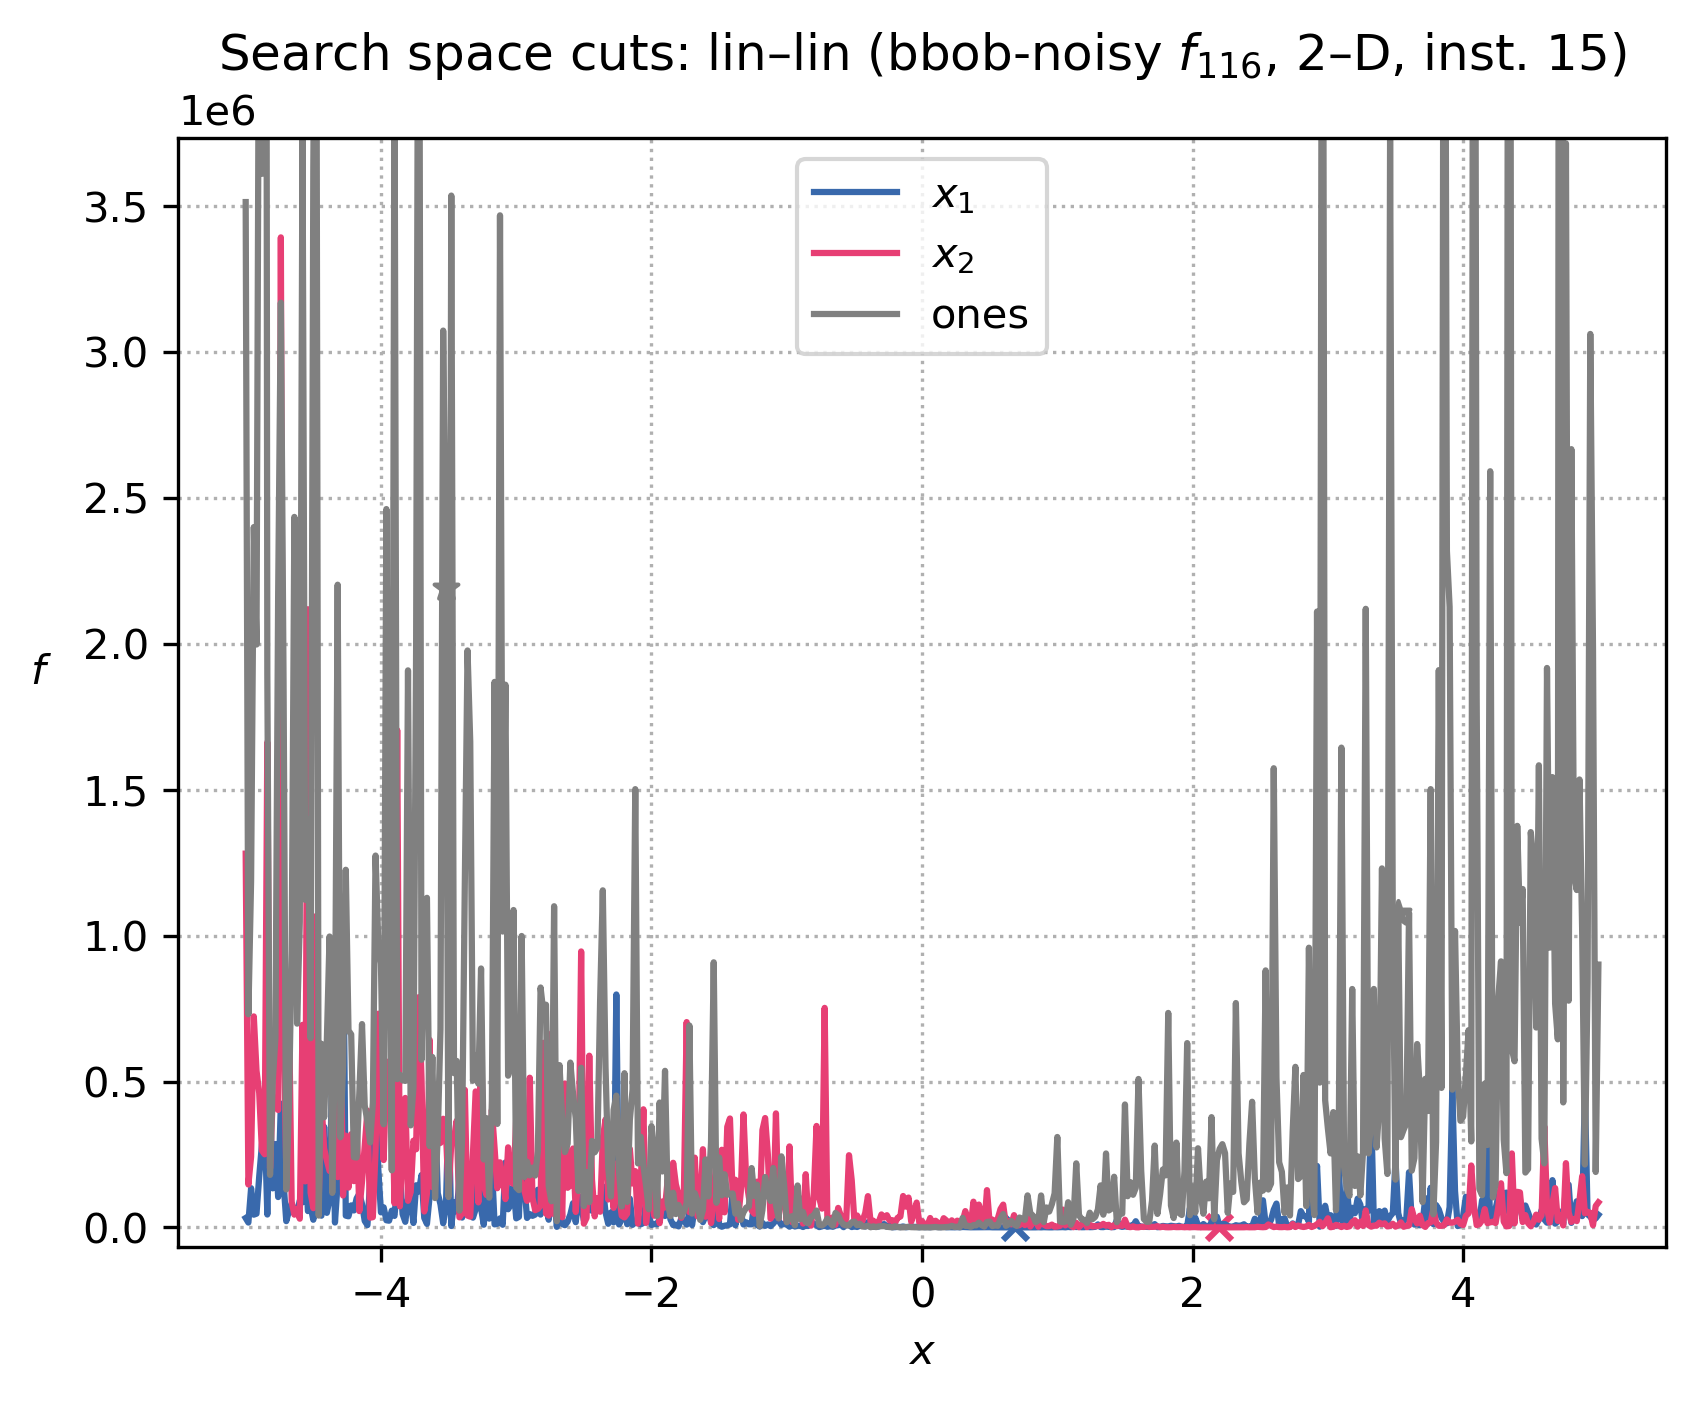 Search space cuts: lin–lin (bbob-noisy f₁₁₆, 2–D, inst. 15)
1e6
x₁
x₂
ones
3.5
3.0
2.5
2.0
1.5
1.0
0.5
0.0
f
−4 −2 0 2 4
x